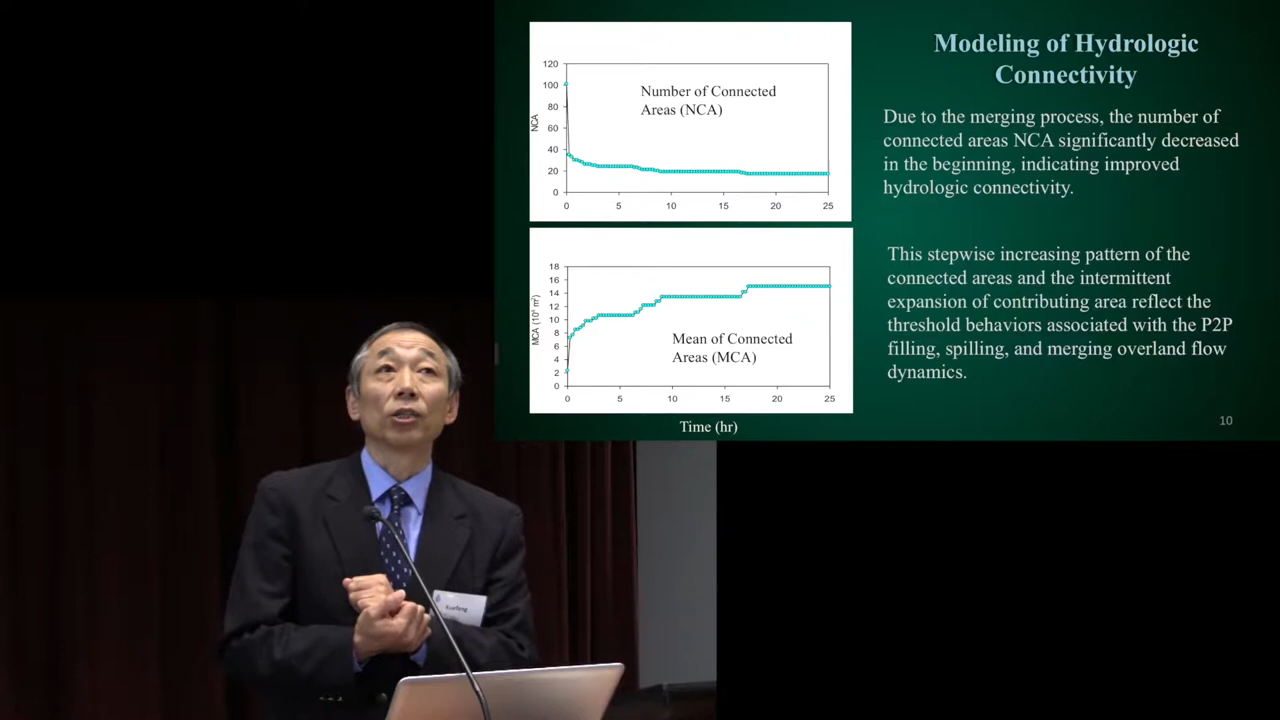 Modeling of Hydrologic
Connectivity
Due to the merging process, the number of
connected areas NCA significantly decreased
in the beginning, indicating improved
hydrologic connectivity.
This stepwise increasing pattern of the
connected areas and the intermittent
expansion of contributing area reflect the
threshold behaviors associated with the P2P
filling, spilling, and merging overland flow
dynamics.
10
Number of Connected
Areas (NCA)
NCA
120
100
80
60
40
20
0
0 5 10 15 20 25
Mean of Connected
Areas (MCA)
MCA (10⁶ m²)
18
16
14
12
10
8
6
4
2
0
0 5 10 15 20 25
Time (hr)
Xuefeng